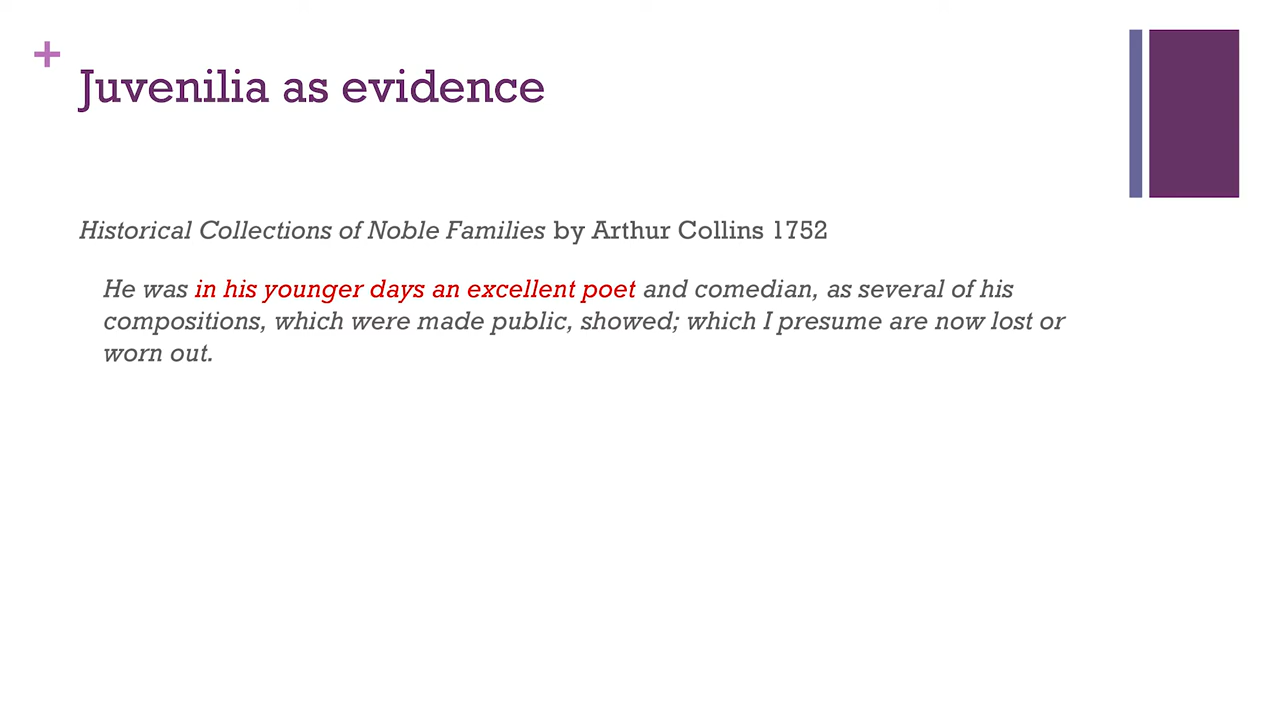 +
Juvenilia as evidence
Historical Collections of Noble Families by Arthur Collins 1752
He was in his younger days an excellent poet and comedian, as several of his
compositions, which were made public, showed; which I presume are now lost or
worn out.